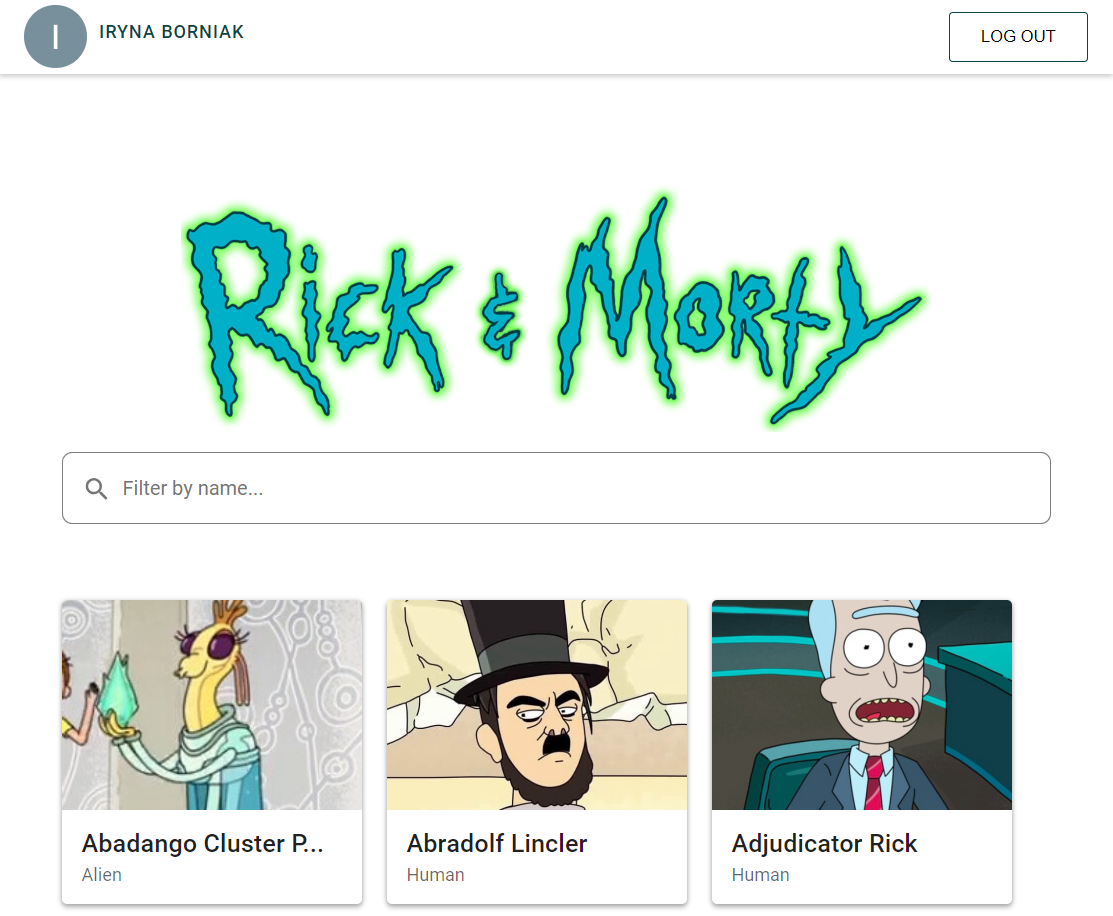 I
IRYNA BORNIAK
LOG OUT
Rick & Morty
Filter by name...
Abadango Cluster P...
Alien
Abradolf Lincler
Human
Adjudicator Rick
Human